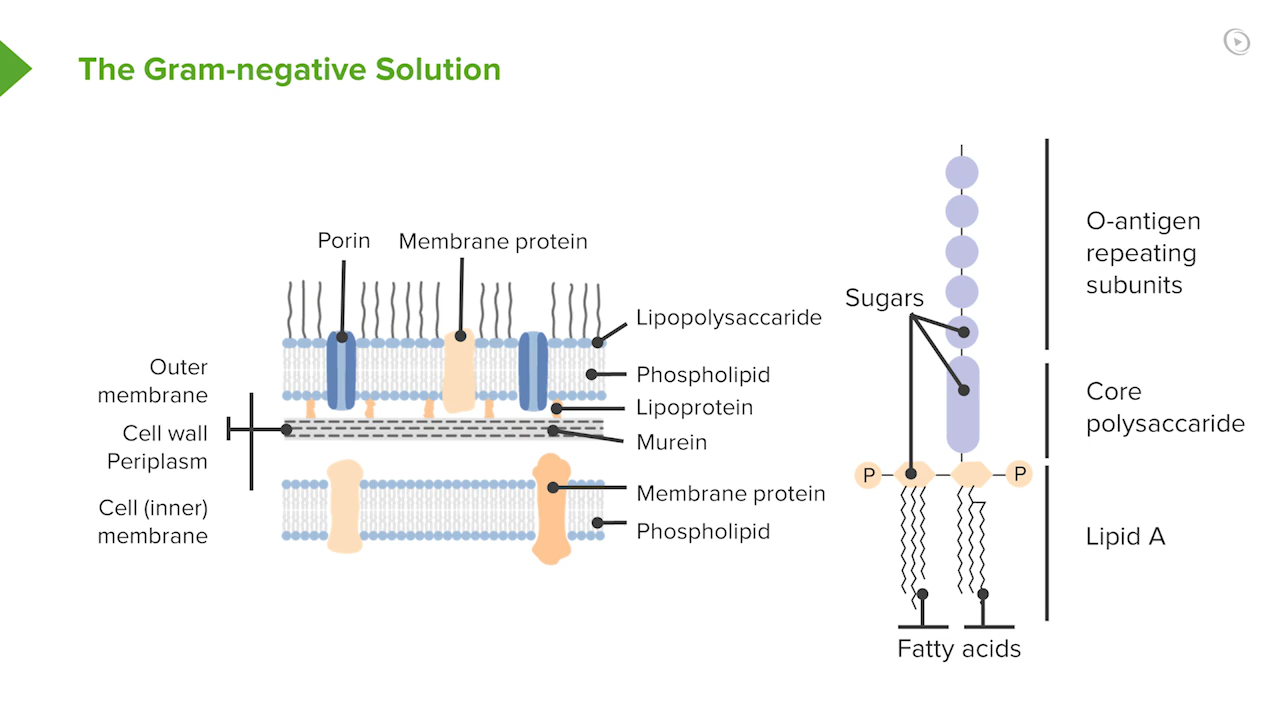 The Gram-negative Solution
Porin
Membrane protein
Lipopolysaccaride
Phospholipid
Lipoprotein
Murein
Membrane protein
Phospholipid
Outer
membrane
Cell wall
Periplasm
Cell (inner)
membrane
Sugars
P
P
Fatty acids
O-antigen
repeating
subunits
Core
polysaccaride
Lipid A